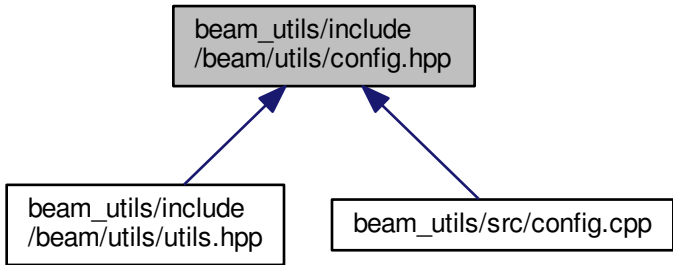 beam_utils/include
/beam/utils/config.hpp
beam_utils/include
/beam/utils/utils.hpp
beam_utils/src/config.cpp